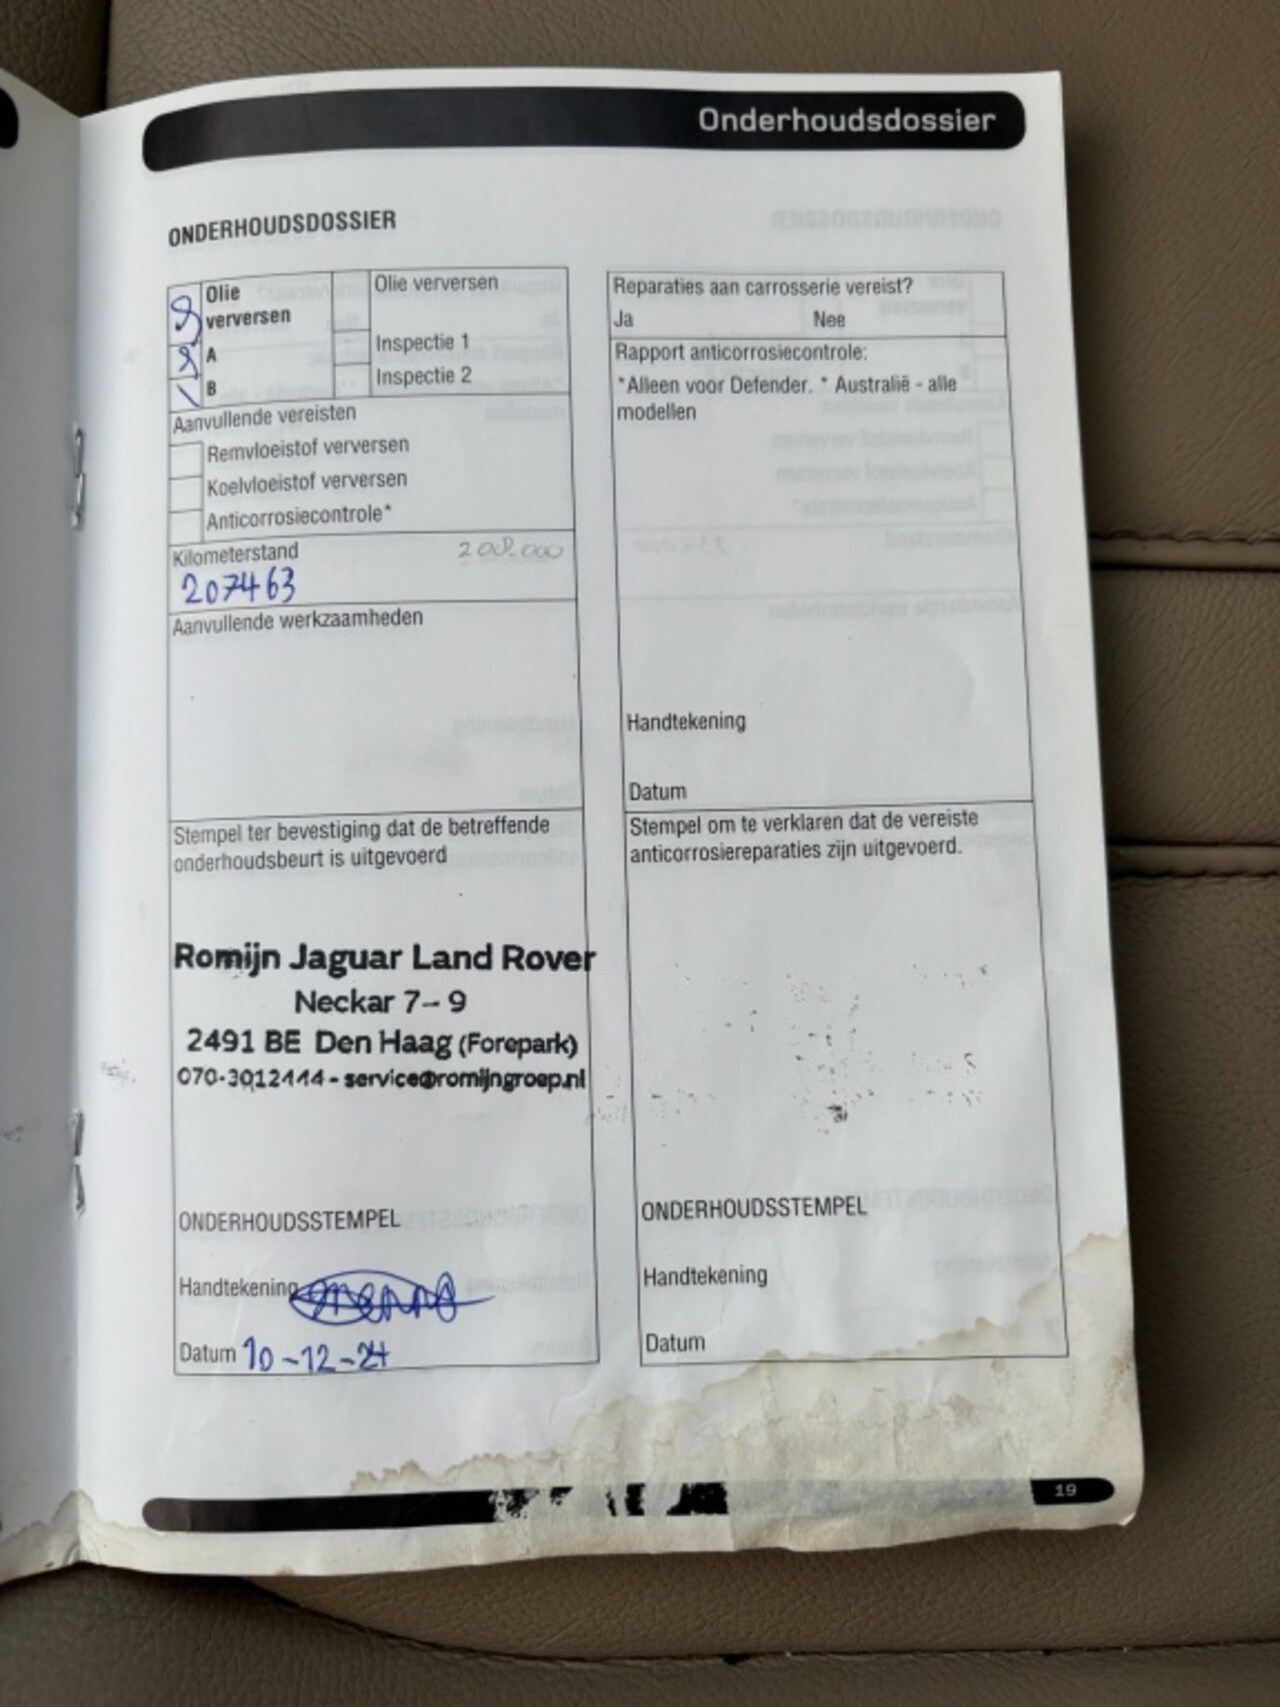 Onderhoudsdossier
ONDERHOUDSDOSSIER
Olie verversen
Olie
verversen
A
Inspectie 1
B
Inspectie 2
Aanvullende vereisten
Remvloeistof verversen
Koelvloeistof verversen
Anticorrosiecontrole*
Kilometerstand 208.000
207463
Aanvullende werkzaamheden
Stempel ter bevestiging dat de betreffende
onderhoudsbeurt is uitgevoerd
Romijn Jaguar Land Rover
Neckar 7-9
2491 BE Den Haag (Forepark)
070-3012444 - service@romijngroep.nl
ONDERHOUDSSTEMPEL
Handtekening
Datum 10-12-24
Reparaties aan carrosserie vereist?
Ja Nee
Rapport anticorrosiecontrole:
*Alleen voor Defender. * Australië - alle
modellen
Handtekening
Datum
Stempel om te verklaren dat de vereiste
anticorrosiereparaties zijn uitgevoerd.
ONDERHOUDSSTEMPEL
Handtekening
Datum
19